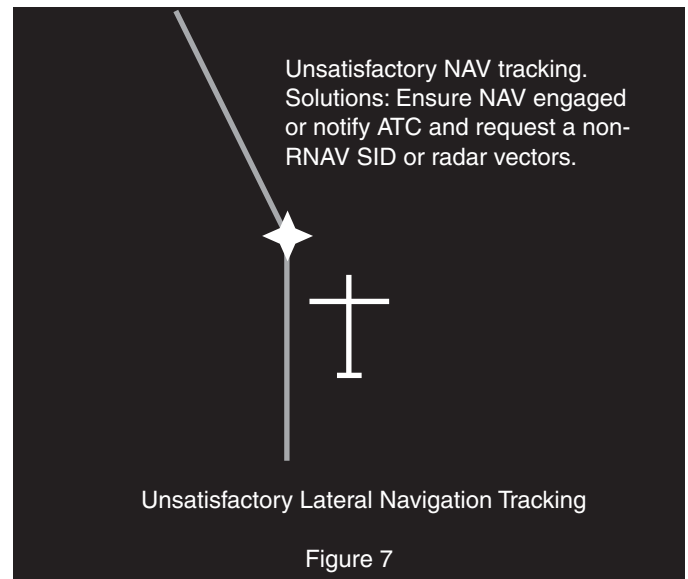 Unsatisfactory NAV tracking.
Solutions: Ensure NAV engaged
or notify ATC and request a non-
RNAV SID or radar vectors.
Unsatisfactory Lateral Navigation Tracking
Figure 7